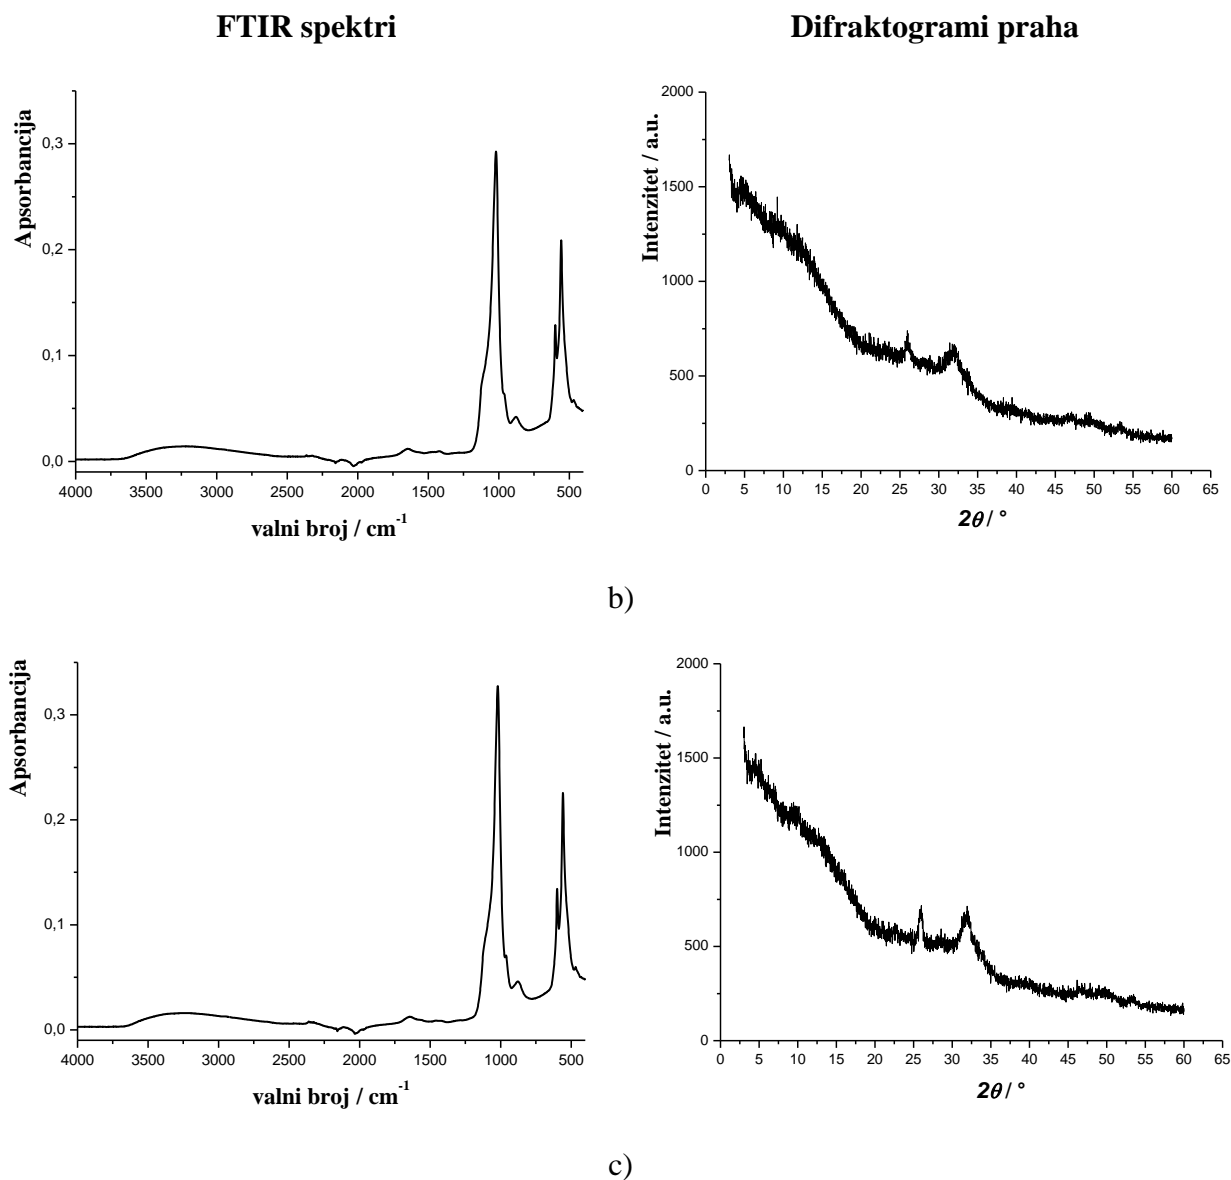 FTIR spektri
Difraktogrami praha
Apsorbancija
0,3
0,2
0,1
0,0
4000 3500 3000 2500 2000 1500 1000 500
valni broj / cm-1
Intenzitet / a.u.
2000
1500
1000
500
0
0 5 10 15 20 25 30 35 40 45 50 55 60 65
2θ / °
b)
Apsorbancija
0,3
0,2
0,1
0,0
4000 3500 3000 2500 2000 1500 1000 500
valni broj / cm-1
Intenzitet / a.u.
2000
1500
1000
500
0
0 5 10 15 20 25 30 35 40 45 50 55 60 65
2θ / °
c)